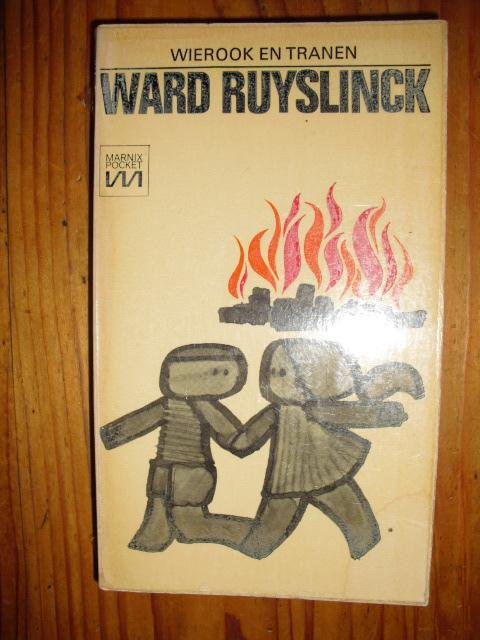 WIEROOK EN TRANEN
WARD RUYSLINCK
MARNIX
POCKET